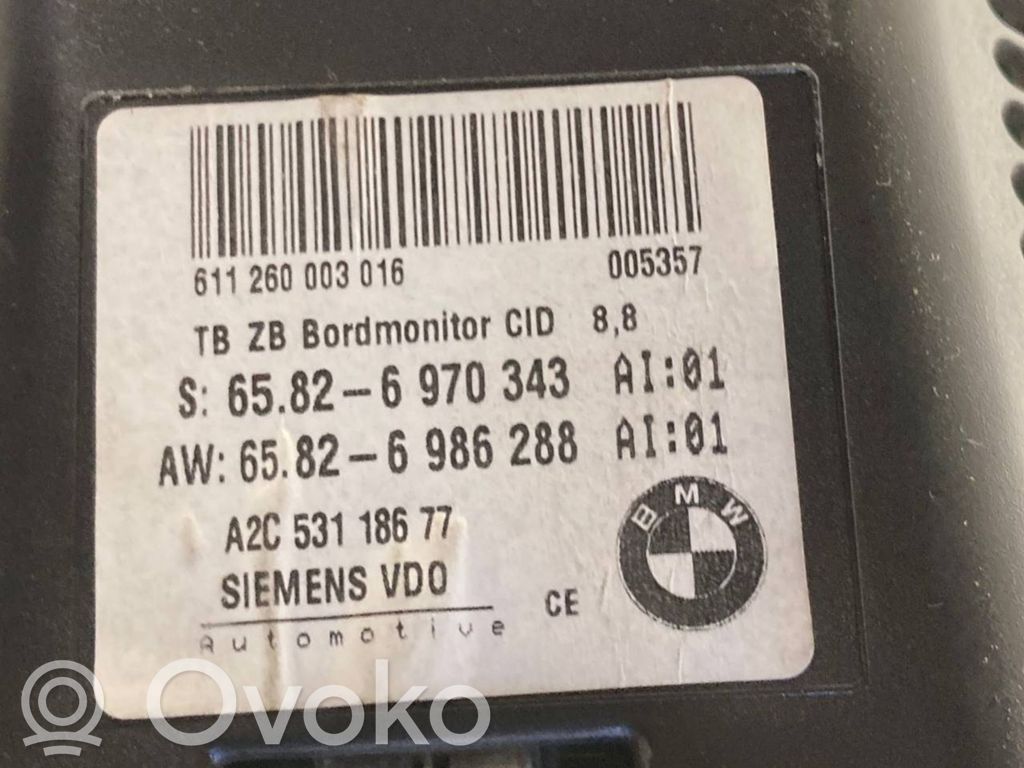 611 260 003 016 005357
TB ZB Bordmonitor CID 8,8
S: 65.82-6 970 343 AI:01
AW: 65.82-6 986 288 AI:01
A2C 531 186 77
SIEMENS VDO
Automotive
CE
BMW
Ovoko